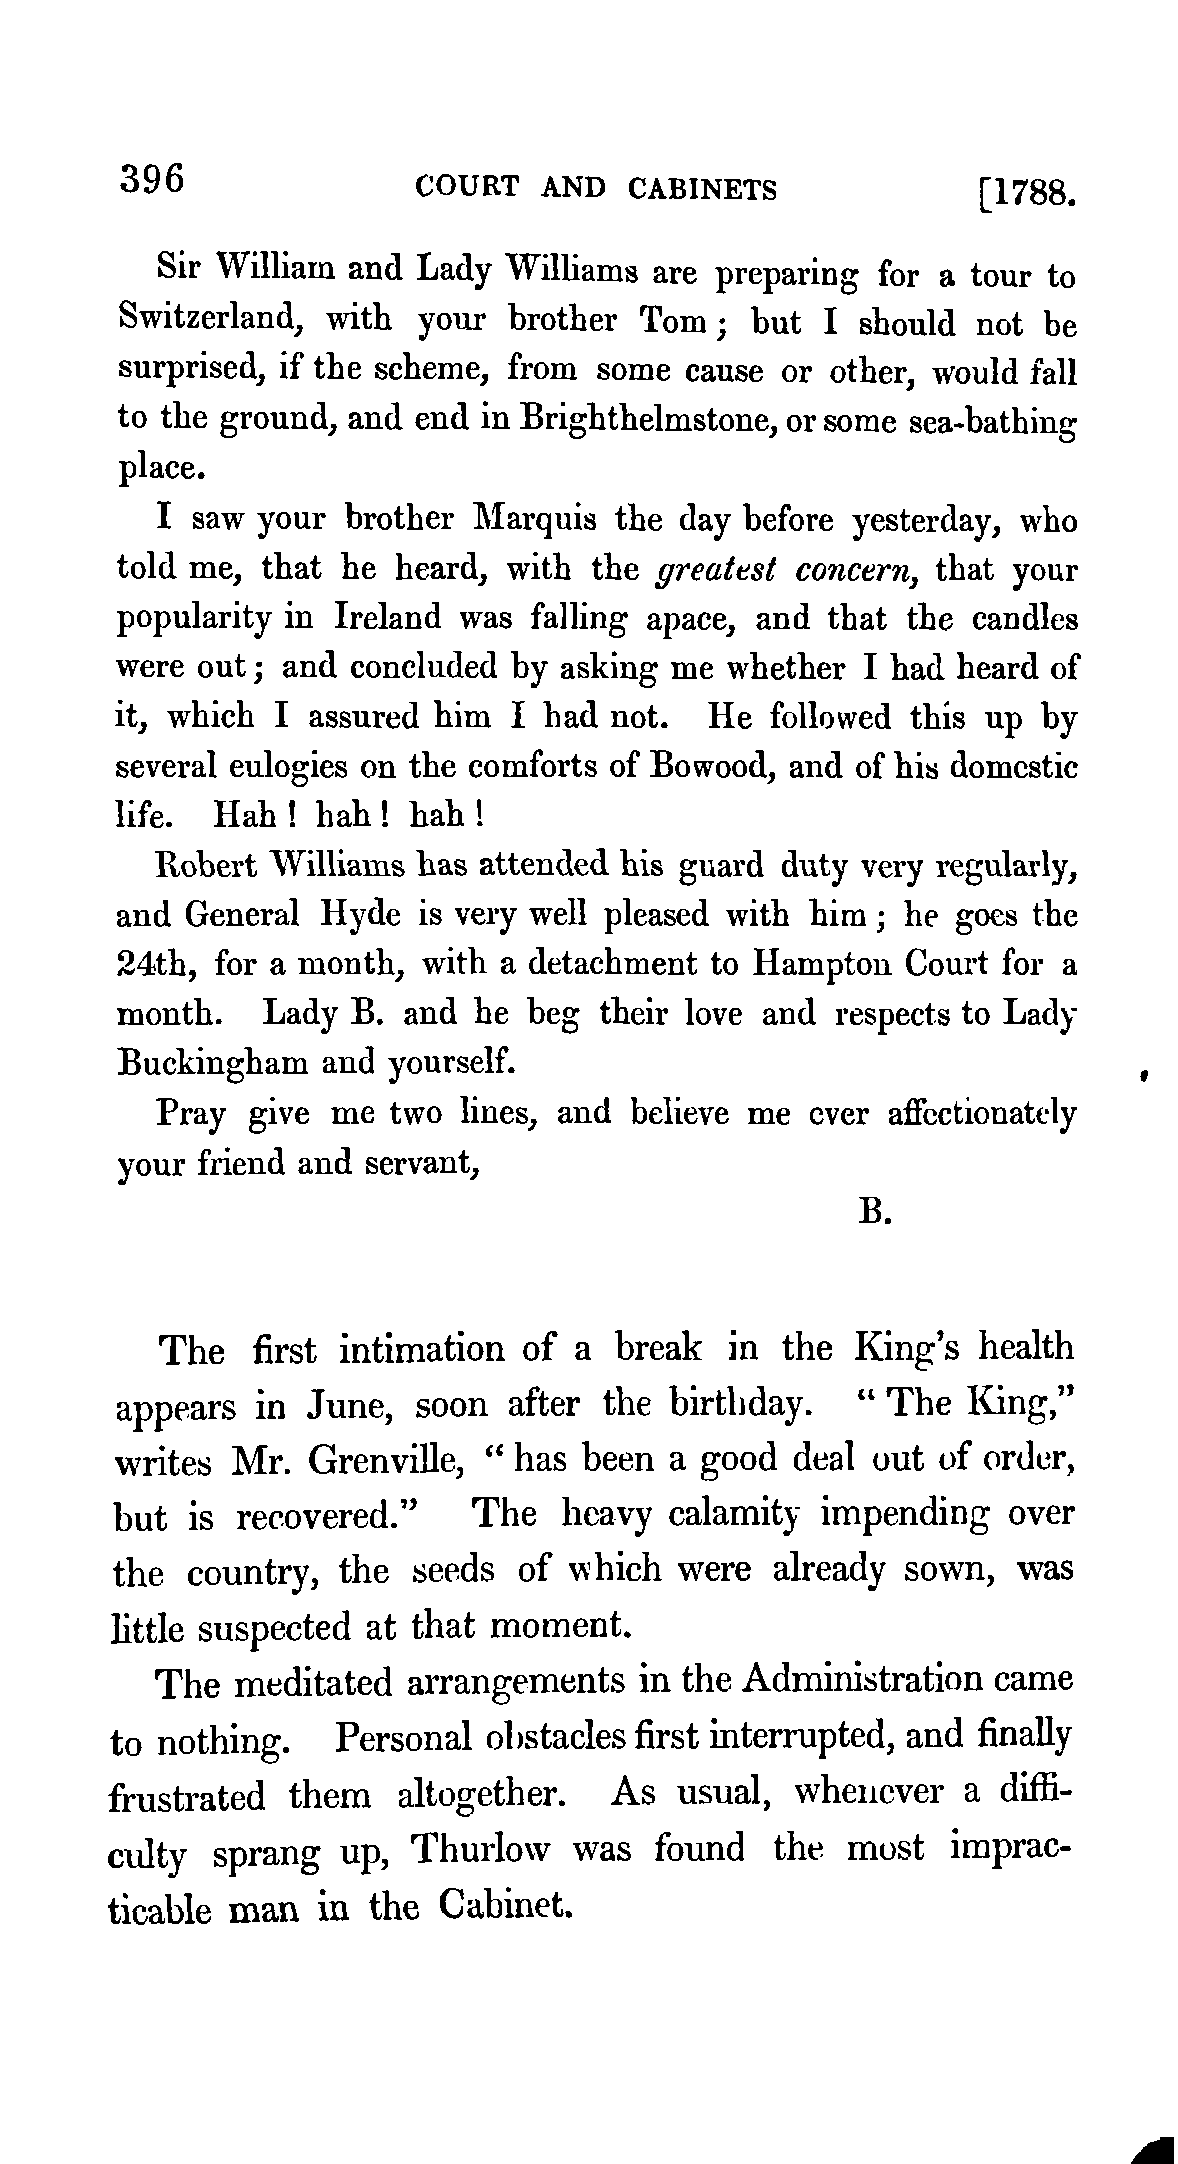 396 COURT AND CABINETS [1788.
Sir William and Lady Williams are preparing for a tour to
Switzerland, with your brother Tom; but I should not be
surprised, if the scheme, from some cause or other, would fall
to the ground, and end in Brighthelmstone, or some sea-bathing
place.
I saw your brother Marquis the day before yesterday, who
told me, that he heard, with the greatest concern, that your
popularity in Ireland was falling apace, and that the candles
were out; and concluded by asking me whether I had heard of
it, which I assured him I had not. He followed this up by
several eulogies on the comforts of Bowood, and of his domestic
life. Hah! hah! hah!
Robert Williams has attended his guard duty very regularly,
and General Hyde is very well pleased with him; he goes the
24th, for a month, with a detachment to Hampton Court for a
month. Lady B. and he beg their love and respects to Lady
Buckingham and yourself.
Pray give me two lines, and believe me ever affectionately
your friend and servant,
B.
The first intimation of a break in the King's health
appears in June, soon after the birthday. "The King,"
writes Mr. Grenville, "has been a good deal out of order,
but is recovered." The heavy calamity impending over
the country, the seeds of which were already sown, was
little suspected at that moment.
The meditated arrangements in the Administration came
to nothing. Personal obstacles first interrupted, and finally
frustrated them altogether. As usual, whenever a diffi-
culty sprang up, Thurlow was found the most imprac-
ticable man in the Cabinet.